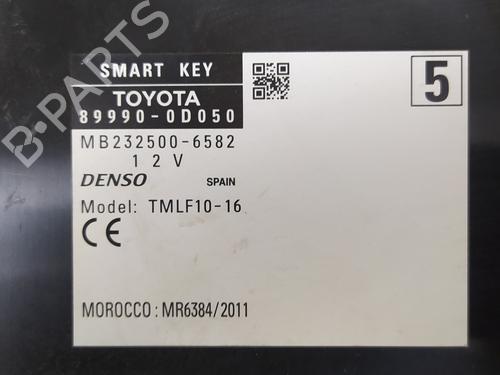 SMART KEY
TOYOTA
89990-0D050
5
MB232500-6582
12V
DENSO SPAIN
Model: TMLF10-16
CE
MOROCCO: MR6384/2011
B-PARTS